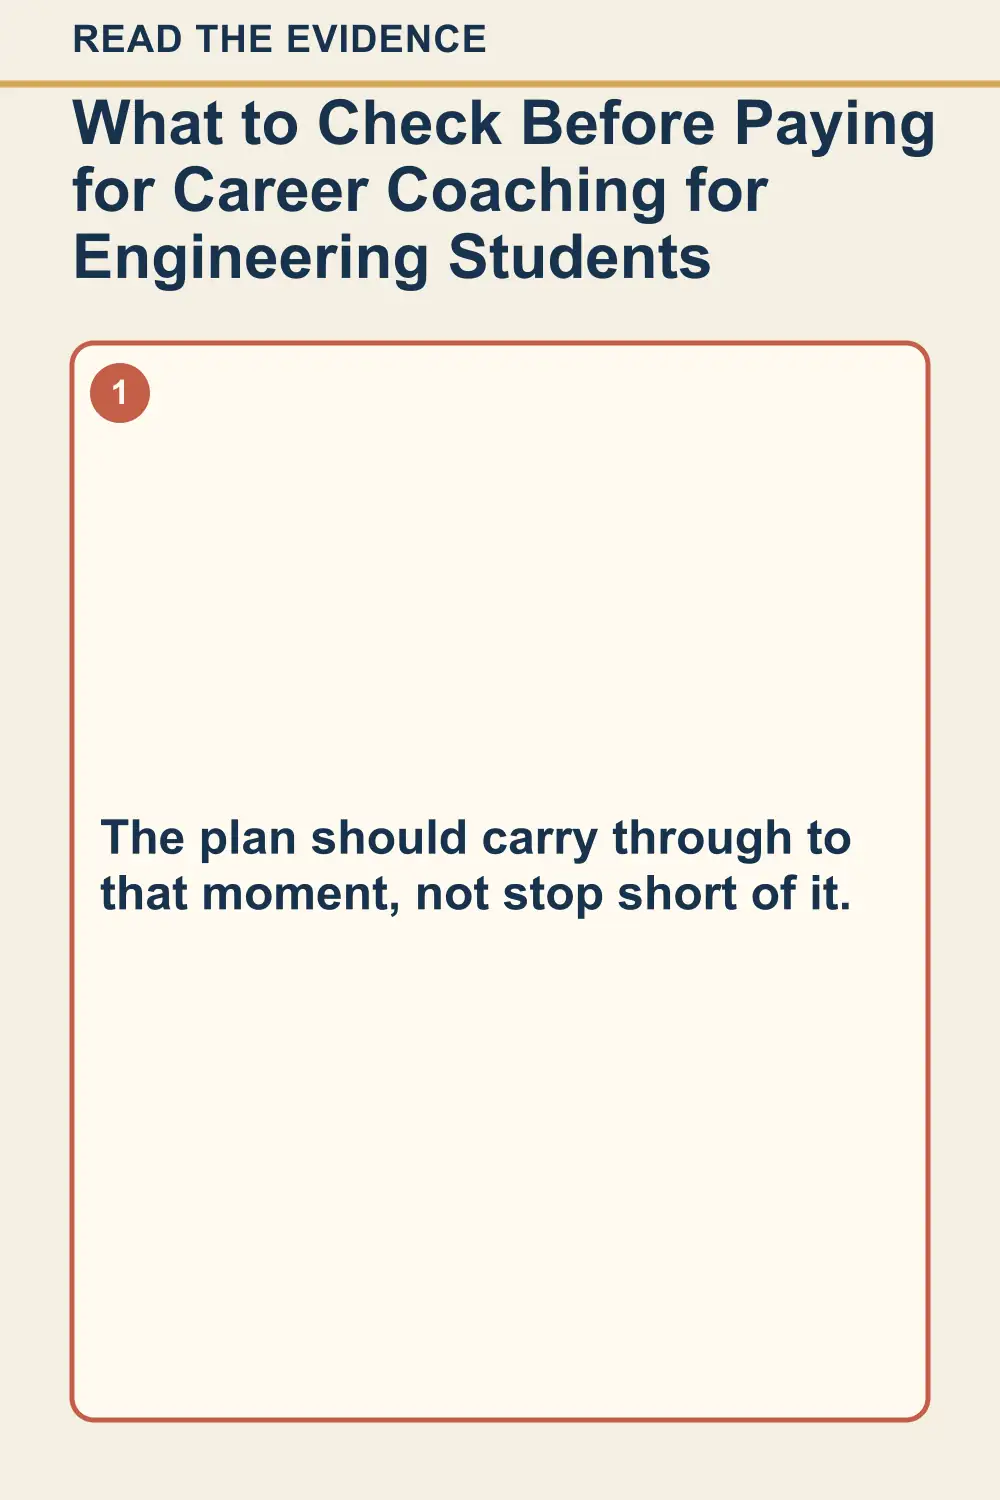 READ THE EVIDENCE
What to Check Before Paying
for Career Coaching for
Engineering Students
1
The plan should carry through to
that moment, not stop short of it.